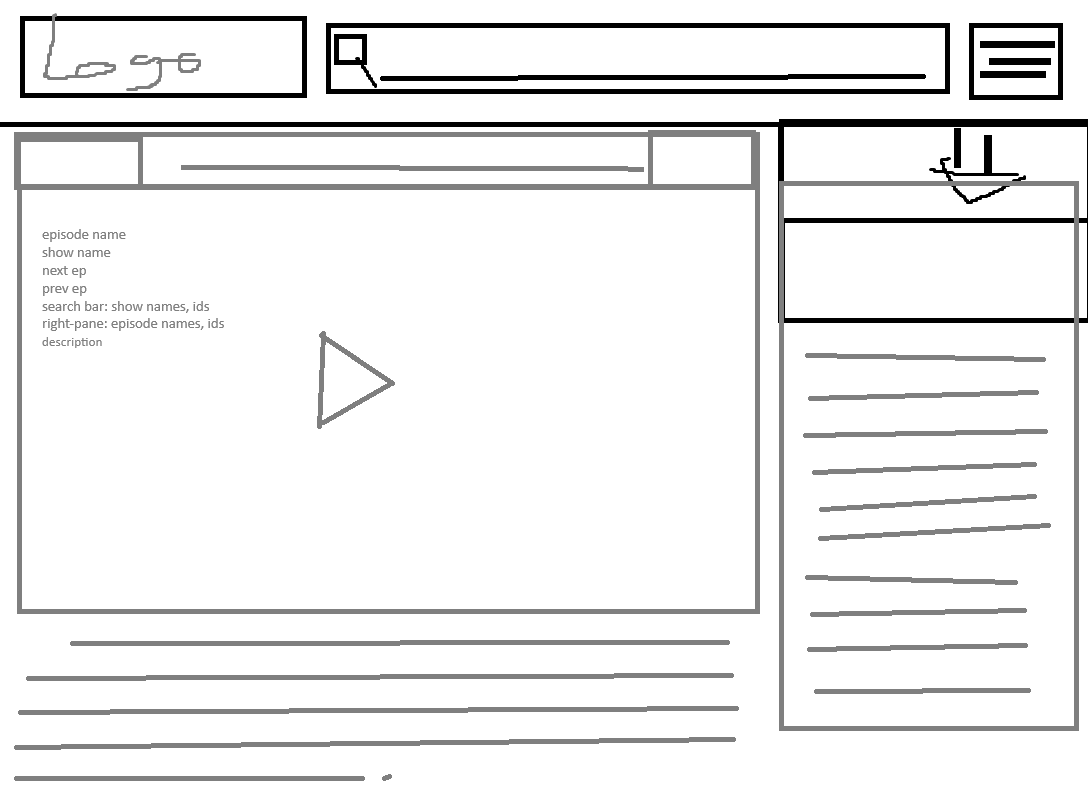 Logo
episode name
show name
next ep
prev ep
search bar: show names, ids
right-pane: episode names, ids
description